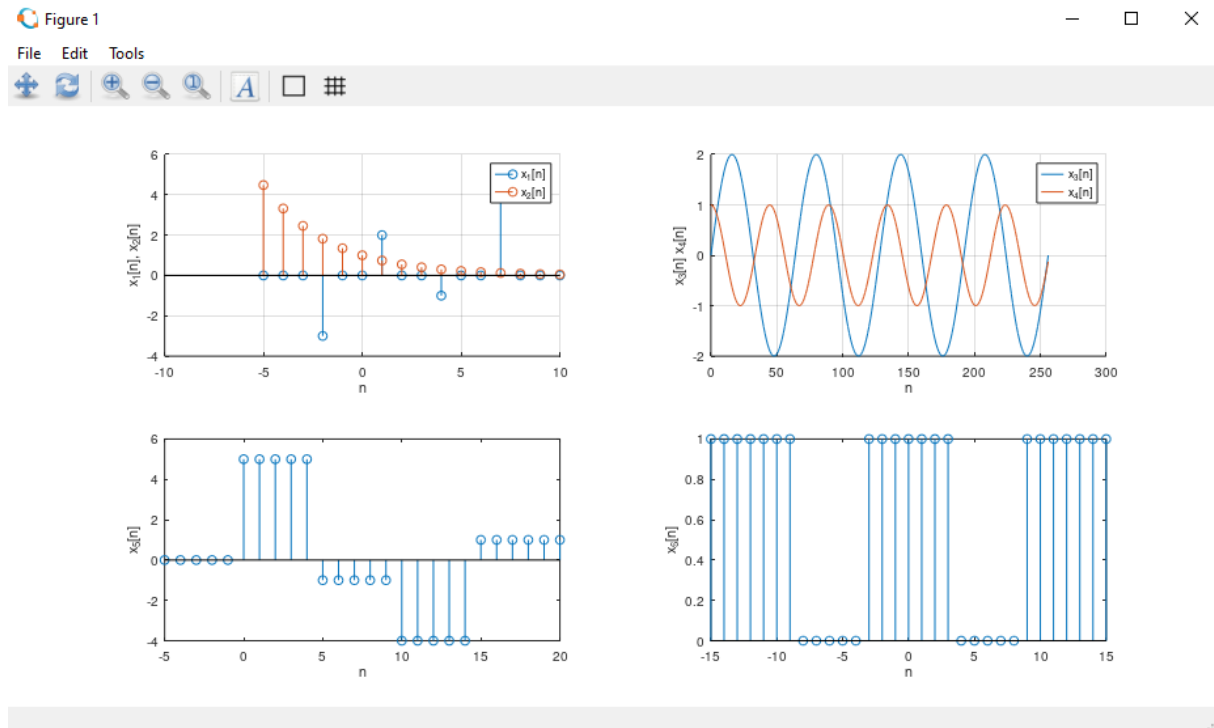 Figure 1
File Edit Tools
A
x₁[n], x₂[n]
6
4
2
0
-2
-4
-10 -5 0 5 10
n
x₁[n]
x₂[n]
x₃[n] x₄[n]
2
1
0
-1
-2
0 50 100 150 200 250 300
n
x₃[n]
x₄[n]
x₅[n]
6
4
2
0
-2
-4
-5 0 5 10 15 20
n
x₆[n]
1
0.8
0.6
0.4
0.2
0
-15 -10 -5 0 5 10 15
n